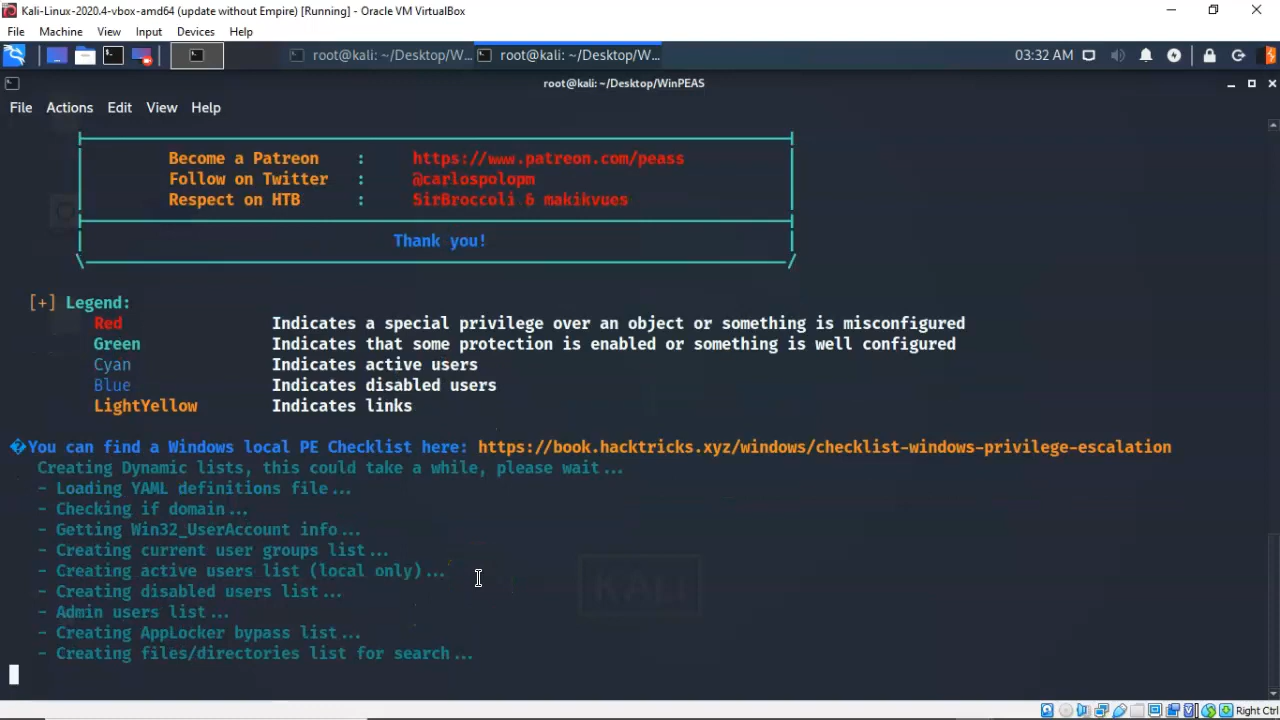 Kali-Linux-2020.4-vbox-amd64 (update without Empire) [Running] - Oracle VM VirtualBox
File Machine View Input Devices Help
root@kali: ~/Desktop/W... root@kali: ~/Desktop/W... 03:32 AM
root@kali: ~/Desktop/WinPEAS
File Actions Edit View Help
Become a Patreon : https://www.patreon.com/peass
Follow on Twitter : @carlospolopm
Respect on HTB : SirBroccoli & makikvues
Thank you!
[+] Legend:
Red Indicates a special privilege over an object or something is misconfigured
Green Indicates that some protection is enabled or something is well configured
Cyan Indicates active users
Blue Indicates disabled users
LightYellow Indicates links
�You can find a Windows local PE Checklist here: https://book.hacktricks.xyz/windows/checklist-windows-privilege-escalation
Creating Dynamic lists, this could take a while, please wait...
- Loading YAML definitions file...
- Checking if domain...
- Getting Win32_UserAccount info...
- Creating current user groups list...
- Creating active users list (local only)...
- Creating disabled users list...
- Admin users list...
- Creating AppLocker bypass list...
- Creating files/directories list for search...
KALI
Right Ctrl